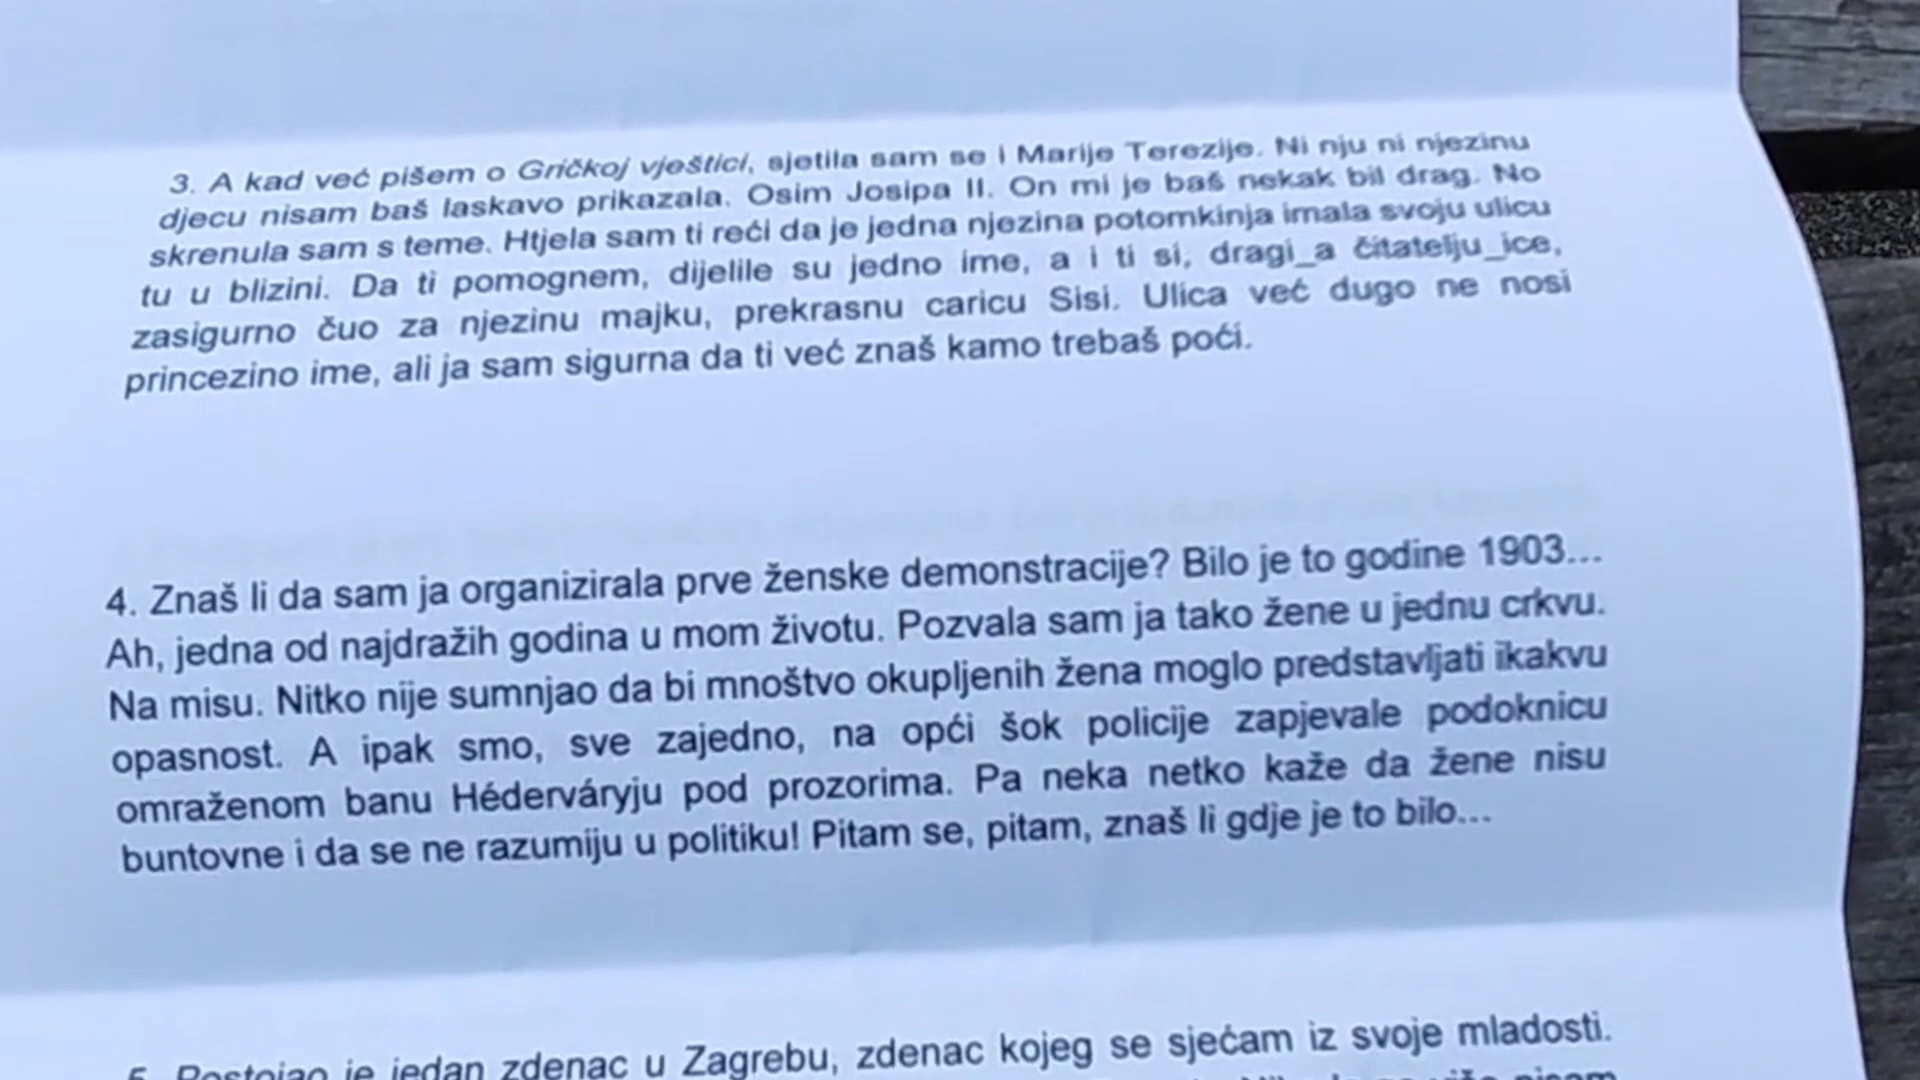 3. A kad već pišem o Gričkoj vještici, sjetila sam se i Marije Terezije. Ni nju ni njezinu
djecu nisam baš laskavo prikazala. Osim Josipa II. On mi je baš nekak bil drag. No
skrenula sam s teme. Htjela sam ti reći da je jedna njezina potomkinja imala svoju ulicu
tu u blizini. Da ti pomognem, dijelile su jedno ime, a i ti si, dragi_a čitatelju_ice,
zasigurno čuo za njezinu majku, prekrasnu caricu Sisi. Ulica već dugo ne nosi
princezino ime, ali ja sam sigurna da ti već znaš kamo trebaš poći.
4. Znaš li da sam ja organizirala prve ženske demonstracije? Bilo je to godine 1903...
Ah, jedna od najdražih godina u mom životu. Pozvala sam ja tako žene u jednu crkvu.
Na misu. Nitko nije sumnjao da bi mnoštvo okupljenih žena moglo predstavljati ikakvu
opasnost. A ipak smo, sve zajedno, na opći šok policije zapjevale podoknicu
omraženom banu Héderváryju pod prozorima. Pa neka netko kaže da žene nisu
buntovne i da se ne razumiju u politiku! Pitam se, pitam, znaš li gdje je to bilo...
5. Postojao je jedan zdenac u Zagrebu, zdenac kojeg se sjećam iz svoje mladosti.